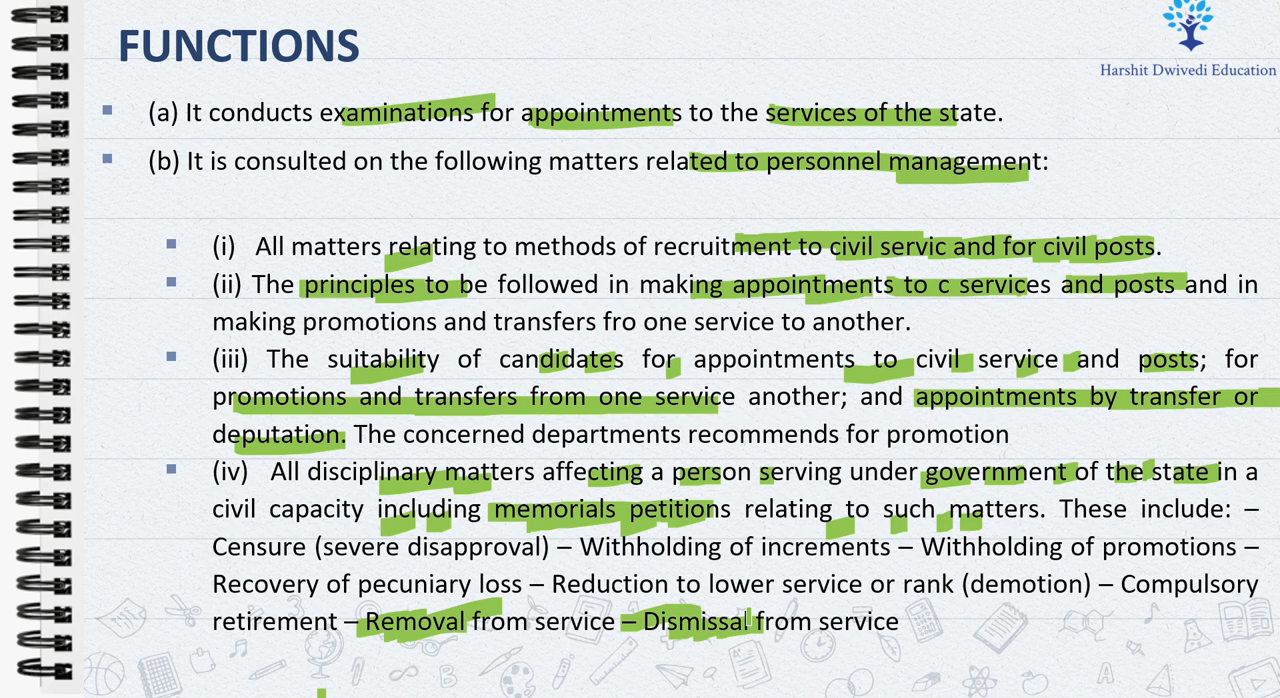 FUNCTIONS
Harshit Dwivedi Education
(a) It conducts examinations for appointments to the services of the state.
(b) It is consulted on the following matters related to personnel management:
(i) All matters relating to methods of recruitment to civil servic and for civil posts.
(ii) The principles to be followed in making appointments to c services and posts and in
making promotions and transfers fro one service to another.
(iii) The suitability of candidates for appointments to civil service and posts; for
promotions and transfers from one service another; and appointments by transfer or
deputation. The concerned departments recommends for promotion
(iv) All disciplinary matters affecting a person serving under government of the state in a
civil capacity including memorials petitions relating to such matters. These include: –
Censure (severe disapproval) – Withholding of increments – Withholding of promotions –
Recovery of pecuniary loss – Reduction to lower service or rank (demotion) – Compulsory
retirement – Removal from service – Dismissal from service